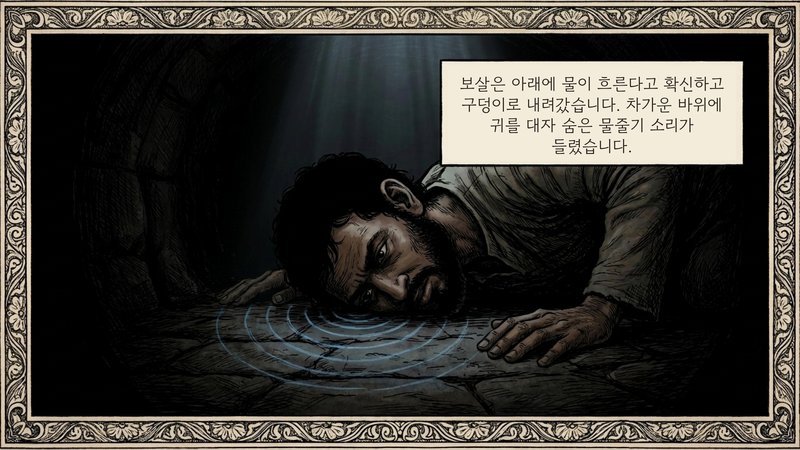 보살은 아래에 물이 흐른다고 확신하고
구덩이로 내려갔습니다. 차가운 바위에
귀를 대자 숨은 물줄기 소리가
들렸습니다.